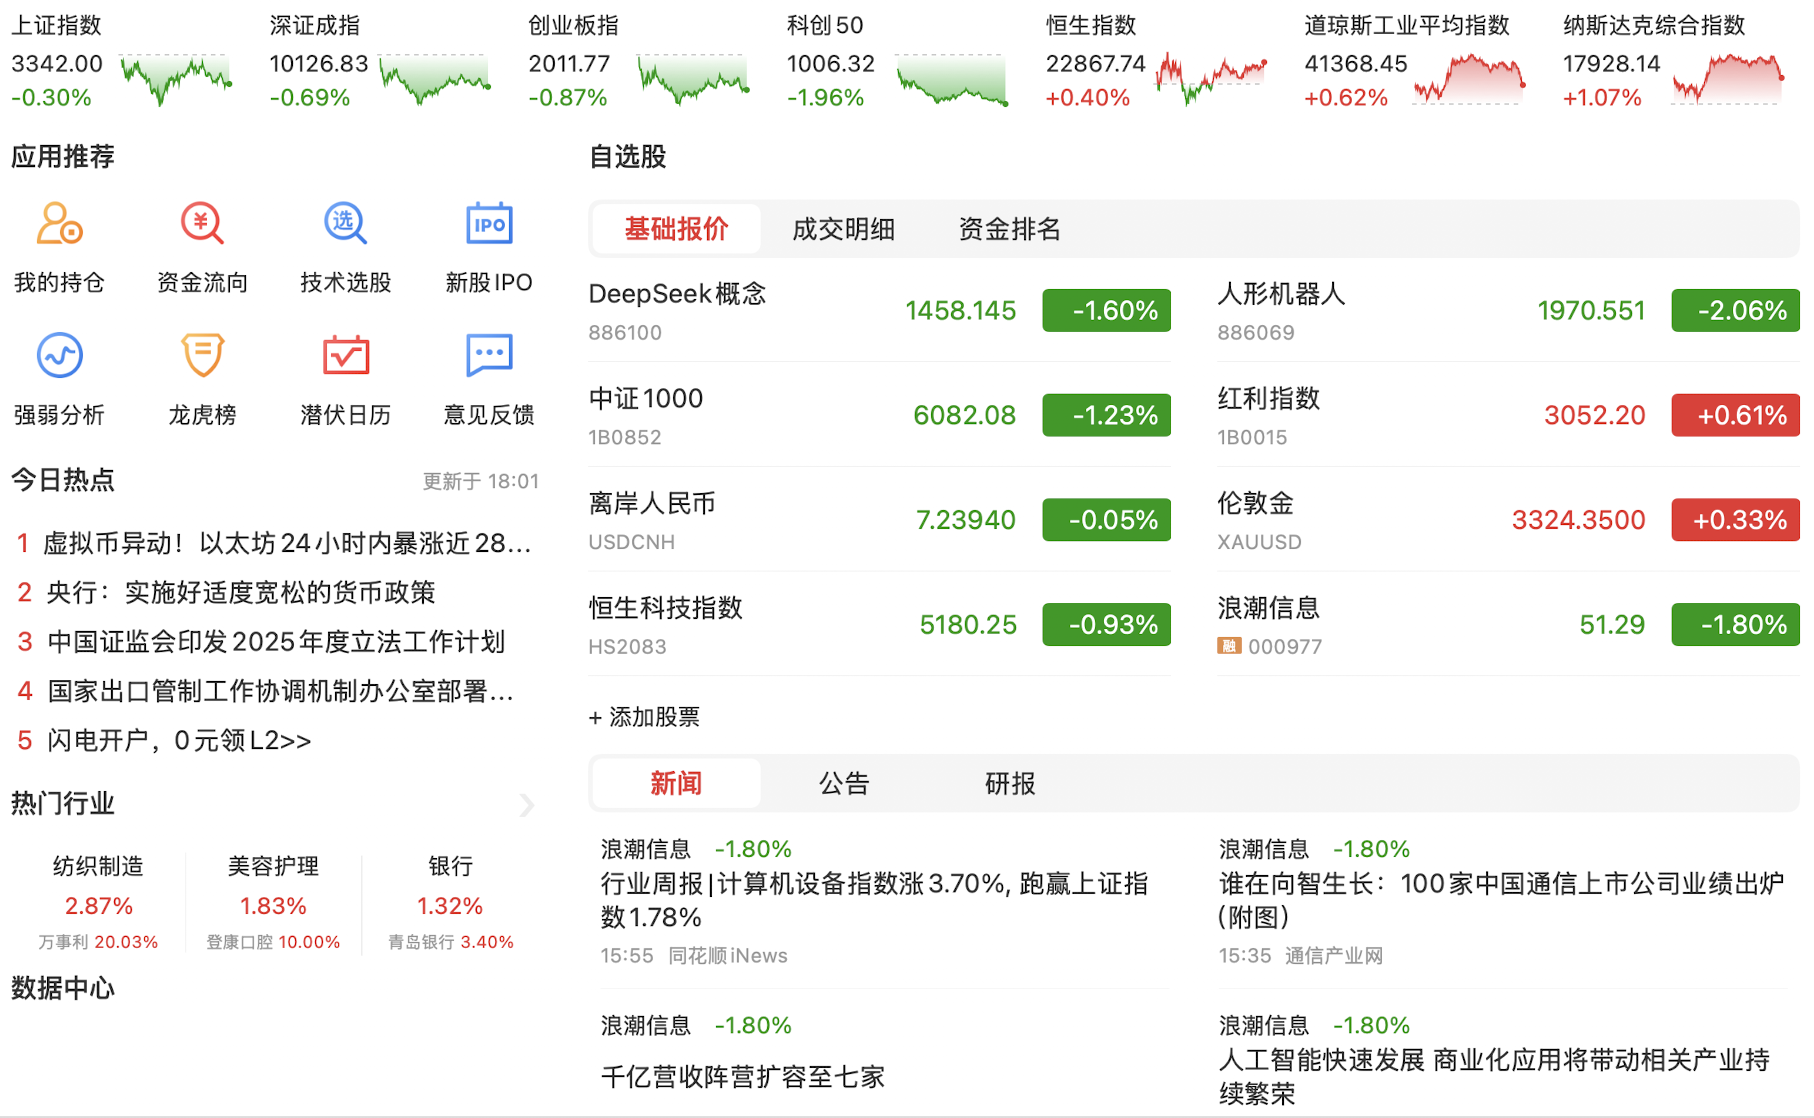 上证指数
3342.00
-0.30%
深证成指
10126.83
-0.69%
创业板指
2011.77
-0.87%
科创50
1006.32
-1.96%
恒生指数
22867.74
+0.40%
道琼斯工业平均指数
41368.45
+0.62%
纳斯达克综合指数
17928.14
+1.07%
应用推荐
¥
选
IPO
我的持仓
资金流向
技术选股
新股IPO
强弱分析
龙虎榜
潜伏日历
意见反馈
今日热点
更新于 18:01
1 虚拟币异动！以太坊24小时内暴涨近28...
2 央行：实施好适度宽松的货币政策
3 中国证监会印发2025年度立法工作计划
4 国家出口管制工作协调机制办公室部署...
5 闪电开户，0元领L2>>
热门行业
纺织制造
2.87%
万事利 20.03%
美容护理
1.83%
登康口腔 10.00%
银行
1.32%
青岛银行 3.40%
数据中心
自选股
基础报价 成交明细 资金排名
DeepSeek概念
886100
1458.145
-1.60%
人形机器人
886069
1970.551
-2.06%
中证1000
1B0852
6082.08
-1.23%
红利指数
1B0015
3052.20
+0.61%
离岸人民币
USDCNH
7.23940
-0.05%
伦敦金
XAUUSD
3324.3500
+0.33%
恒生科技指数
HS2083
5180.25
-0.93%
浪潮信息
融 000977
51.29
-1.80%
+ 添加股票
新闻 公告 研报
浪潮信息 -1.80%
行业周报|计算机设备指数涨3.70%, 跑赢上证指
数1.78%
15:55 同花顺iNews
浪潮信息 -1.80%
谁在向智生长：100家中国通信上市公司业绩出炉
(附图)
15:35 通信产业网
浪潮信息 -1.80%
千亿营收阵营扩容至七家
浪潮信息 -1.80%
人工智能快速发展 商业化应用将带动相关产业持
续繁荣